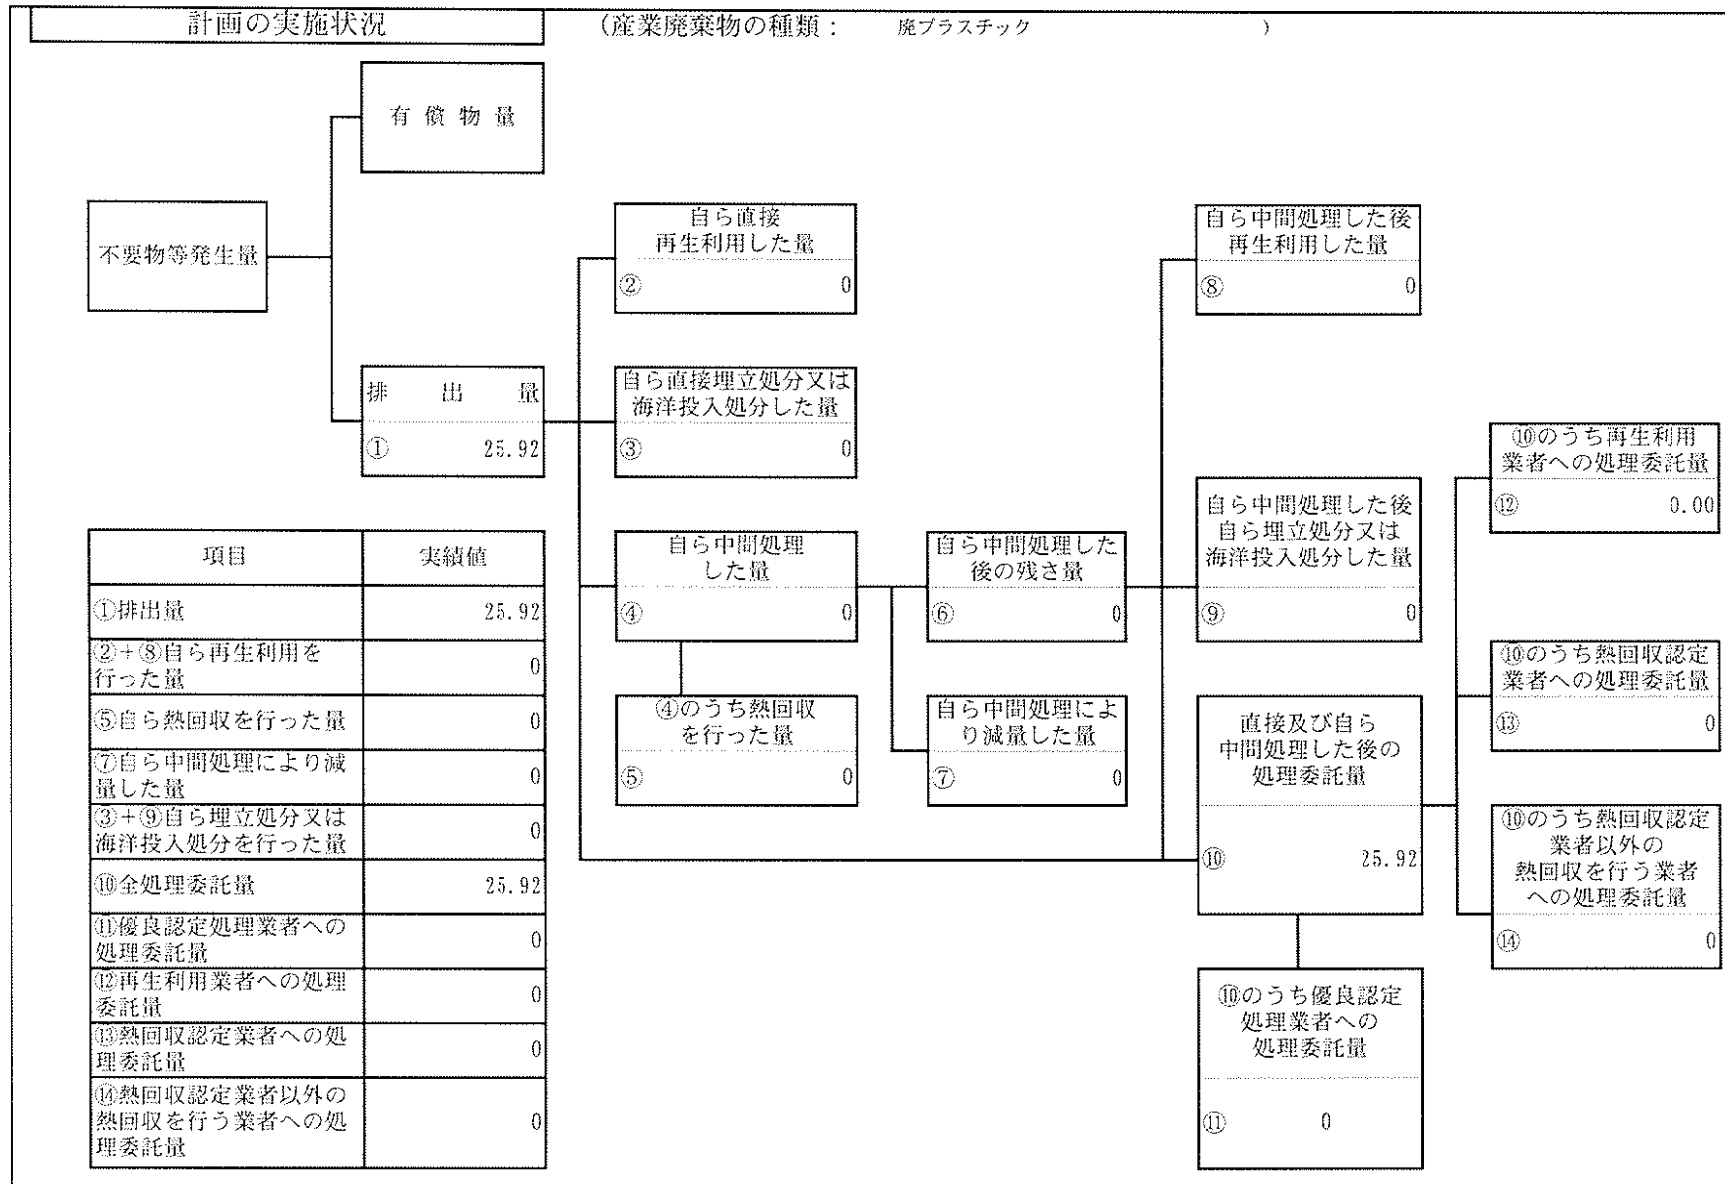 計画の実施状況
(産業廃棄物の種類： 廃プラスチック )
有償物量
不要物等発生量
排出量
① 25.92
自ら直接
再生利用した量
② 0
自ら直接埋立処分又は
海洋投入処分した量
③ 0
自ら中間処理
した量
④ 0
④のうち熱回収
を行った量
⑤ 0
自ら中間処理した
後の残さ量
⑥ 0
自ら中間処理によ
り減量した量
⑦ 0
自ら中間処理した後
再生利用した量
⑧ 0
自ら中間処理した後
自ら埋立処分又は
海洋投入処分した量
⑨ 0
直接及び自ら
中間処理した後の
処理委託量
⑩ 25.92
⑩のうち優良認定
処理業者への
処理委託量
⑪ 0
⑩のうち再生利用
業者への処理委託量
⑫ 0.00
⑩のうち熱回収認定
業者への処理委託量
⑬ 0
⑩のうち熱回収認定
業者以外の
熱回収を行う業者
への処理委託量
⑭ 0
項目 実績値
①排出量 25.92
②＋⑧自ら再生利用を
行った量 0
⑤自ら熱回収を行った量 0
⑦自ら中間処理により減
量した量 0
③＋⑨自ら埋立処分又は
海洋投入処分を行った量 0
⑩全処理委託量 25.92
⑪優良認定処理業者への
処理委託量 0
⑫再生利用業者への処理
委託量 0
⑬熱回収認定業者への処
理委託量 0
⑭熱回収認定業者以外の
熱回収を行う業者への処
理委託量 0